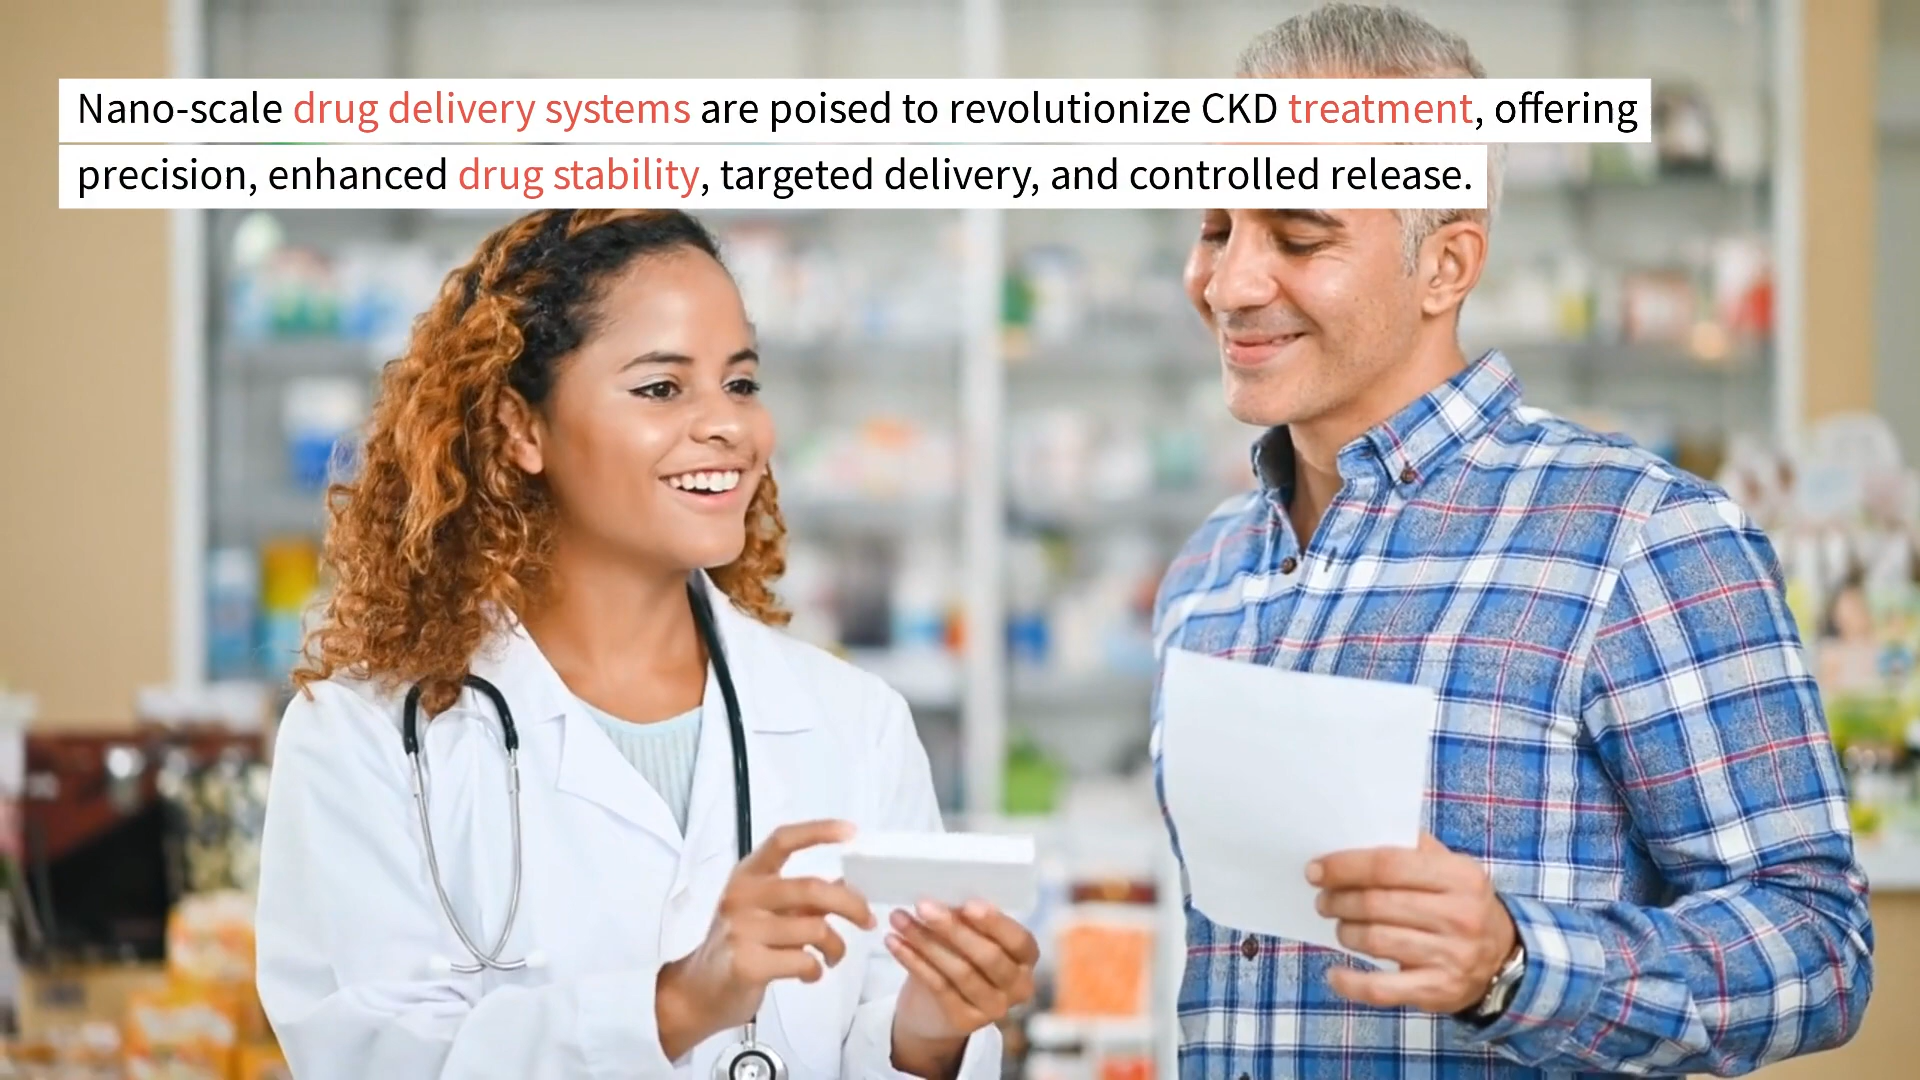 Nano-scale drug delivery systems are poised to revolutionize CKD treatment, offering
precision, enhanced drug stability, targeted delivery, and controlled release.